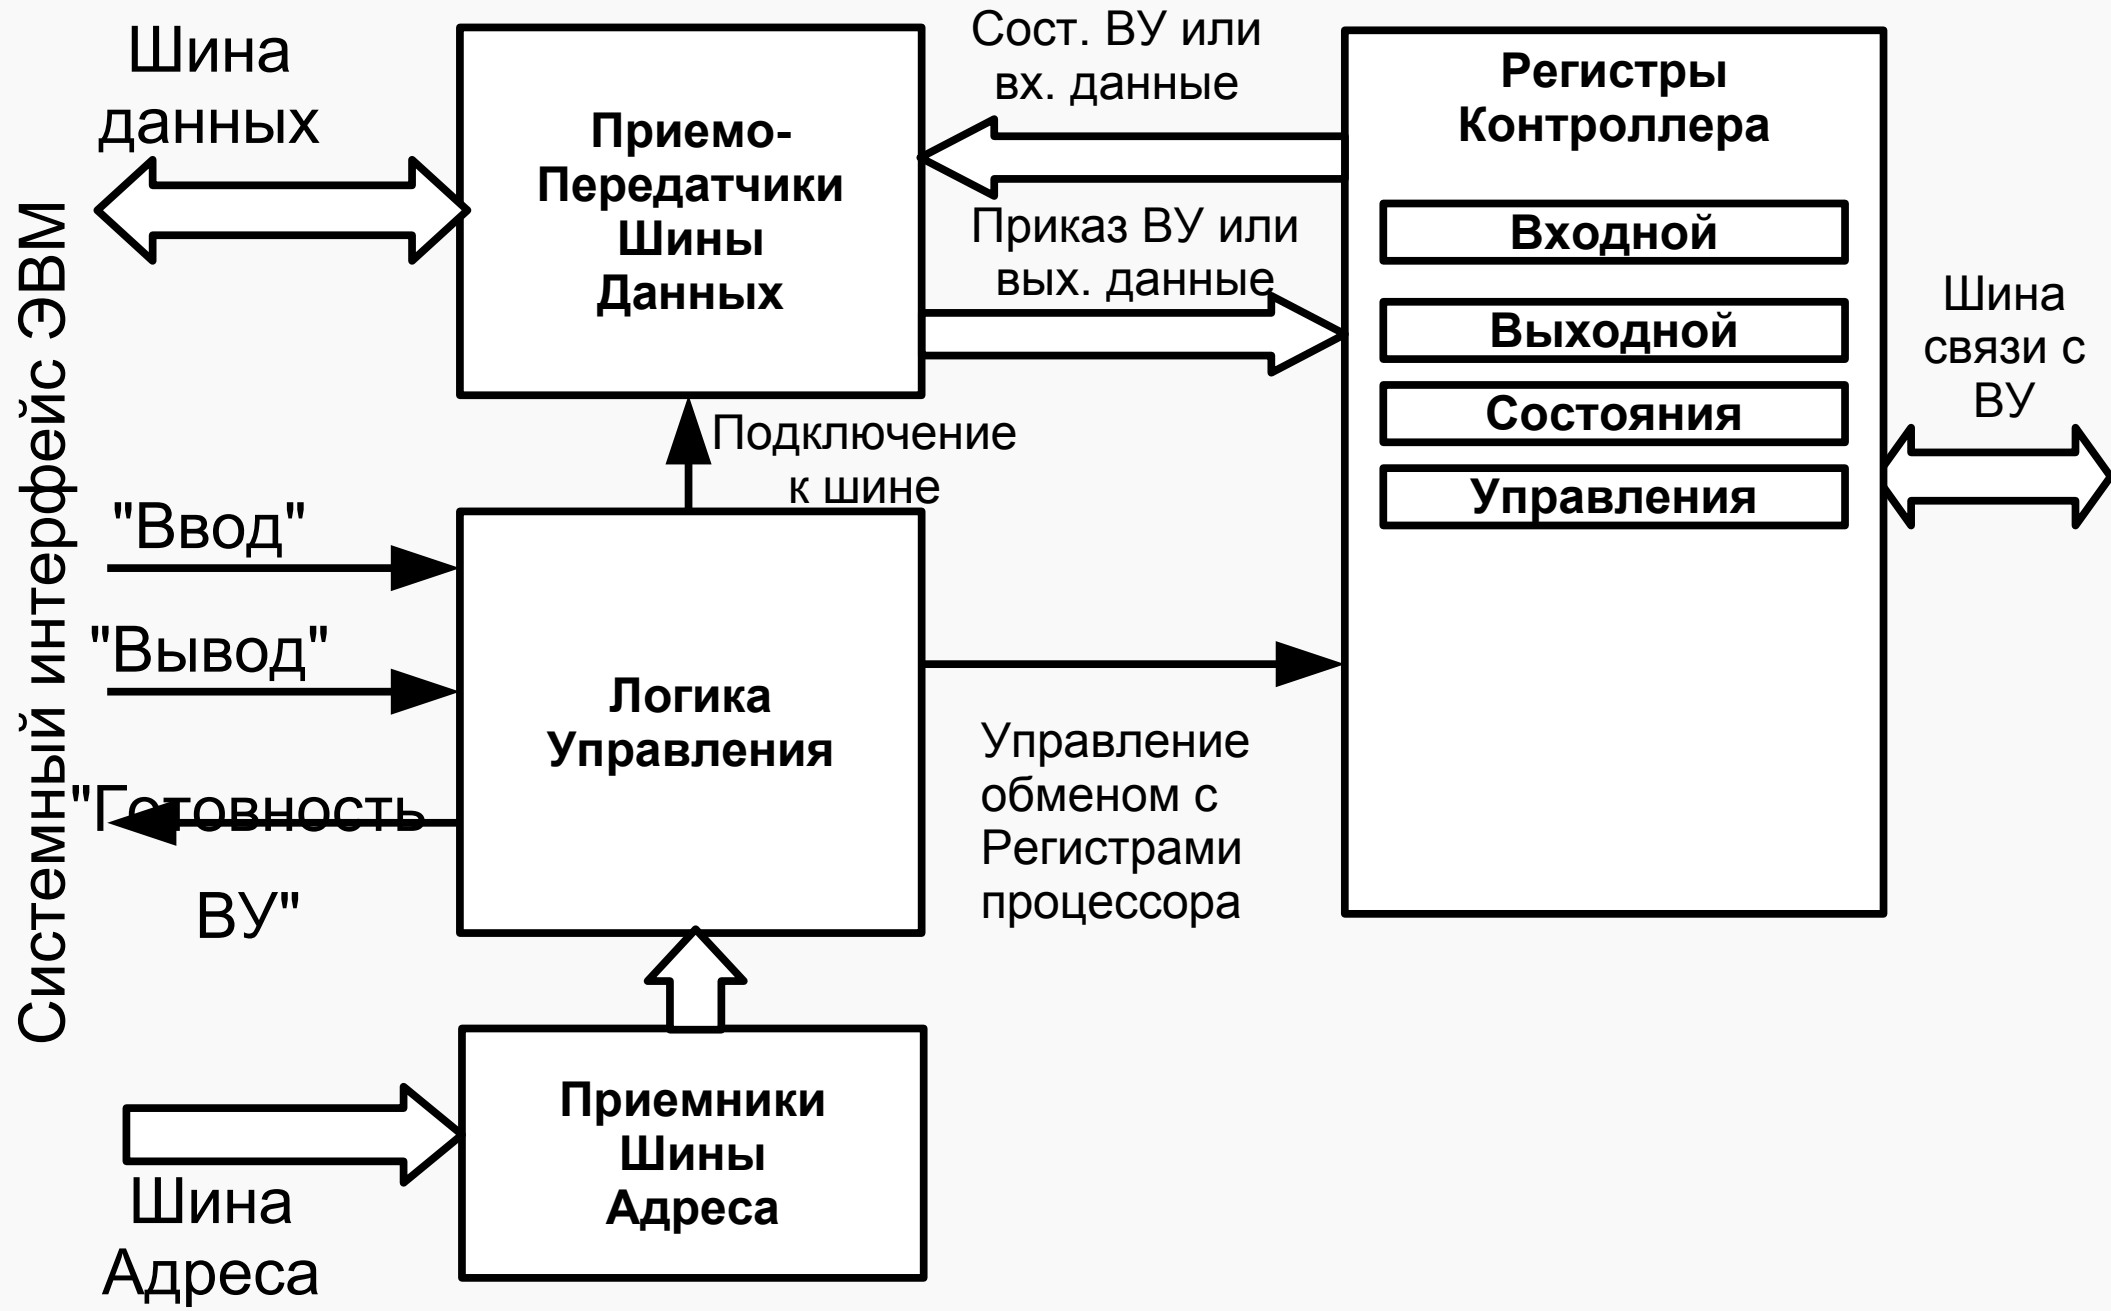 Системный интерфейс ЭВМ
Шина
данных
Приемо-
Передатчики
Шины
Данных
Сост. ВУ или
вх. данные
Приказ ВУ или
вых. данные
Регистры
Контроллера
Входной
Выходной
Состояния
Управления
Шина
связи с
ВУ
Подключение
к шине
"Ввод"
"Вывод"
"Готовность
ВУ"
Логика
Управления
Управление
обменом с
Регистрами
процессора
Приемники
Шины
Адреса
Шина
Адреса